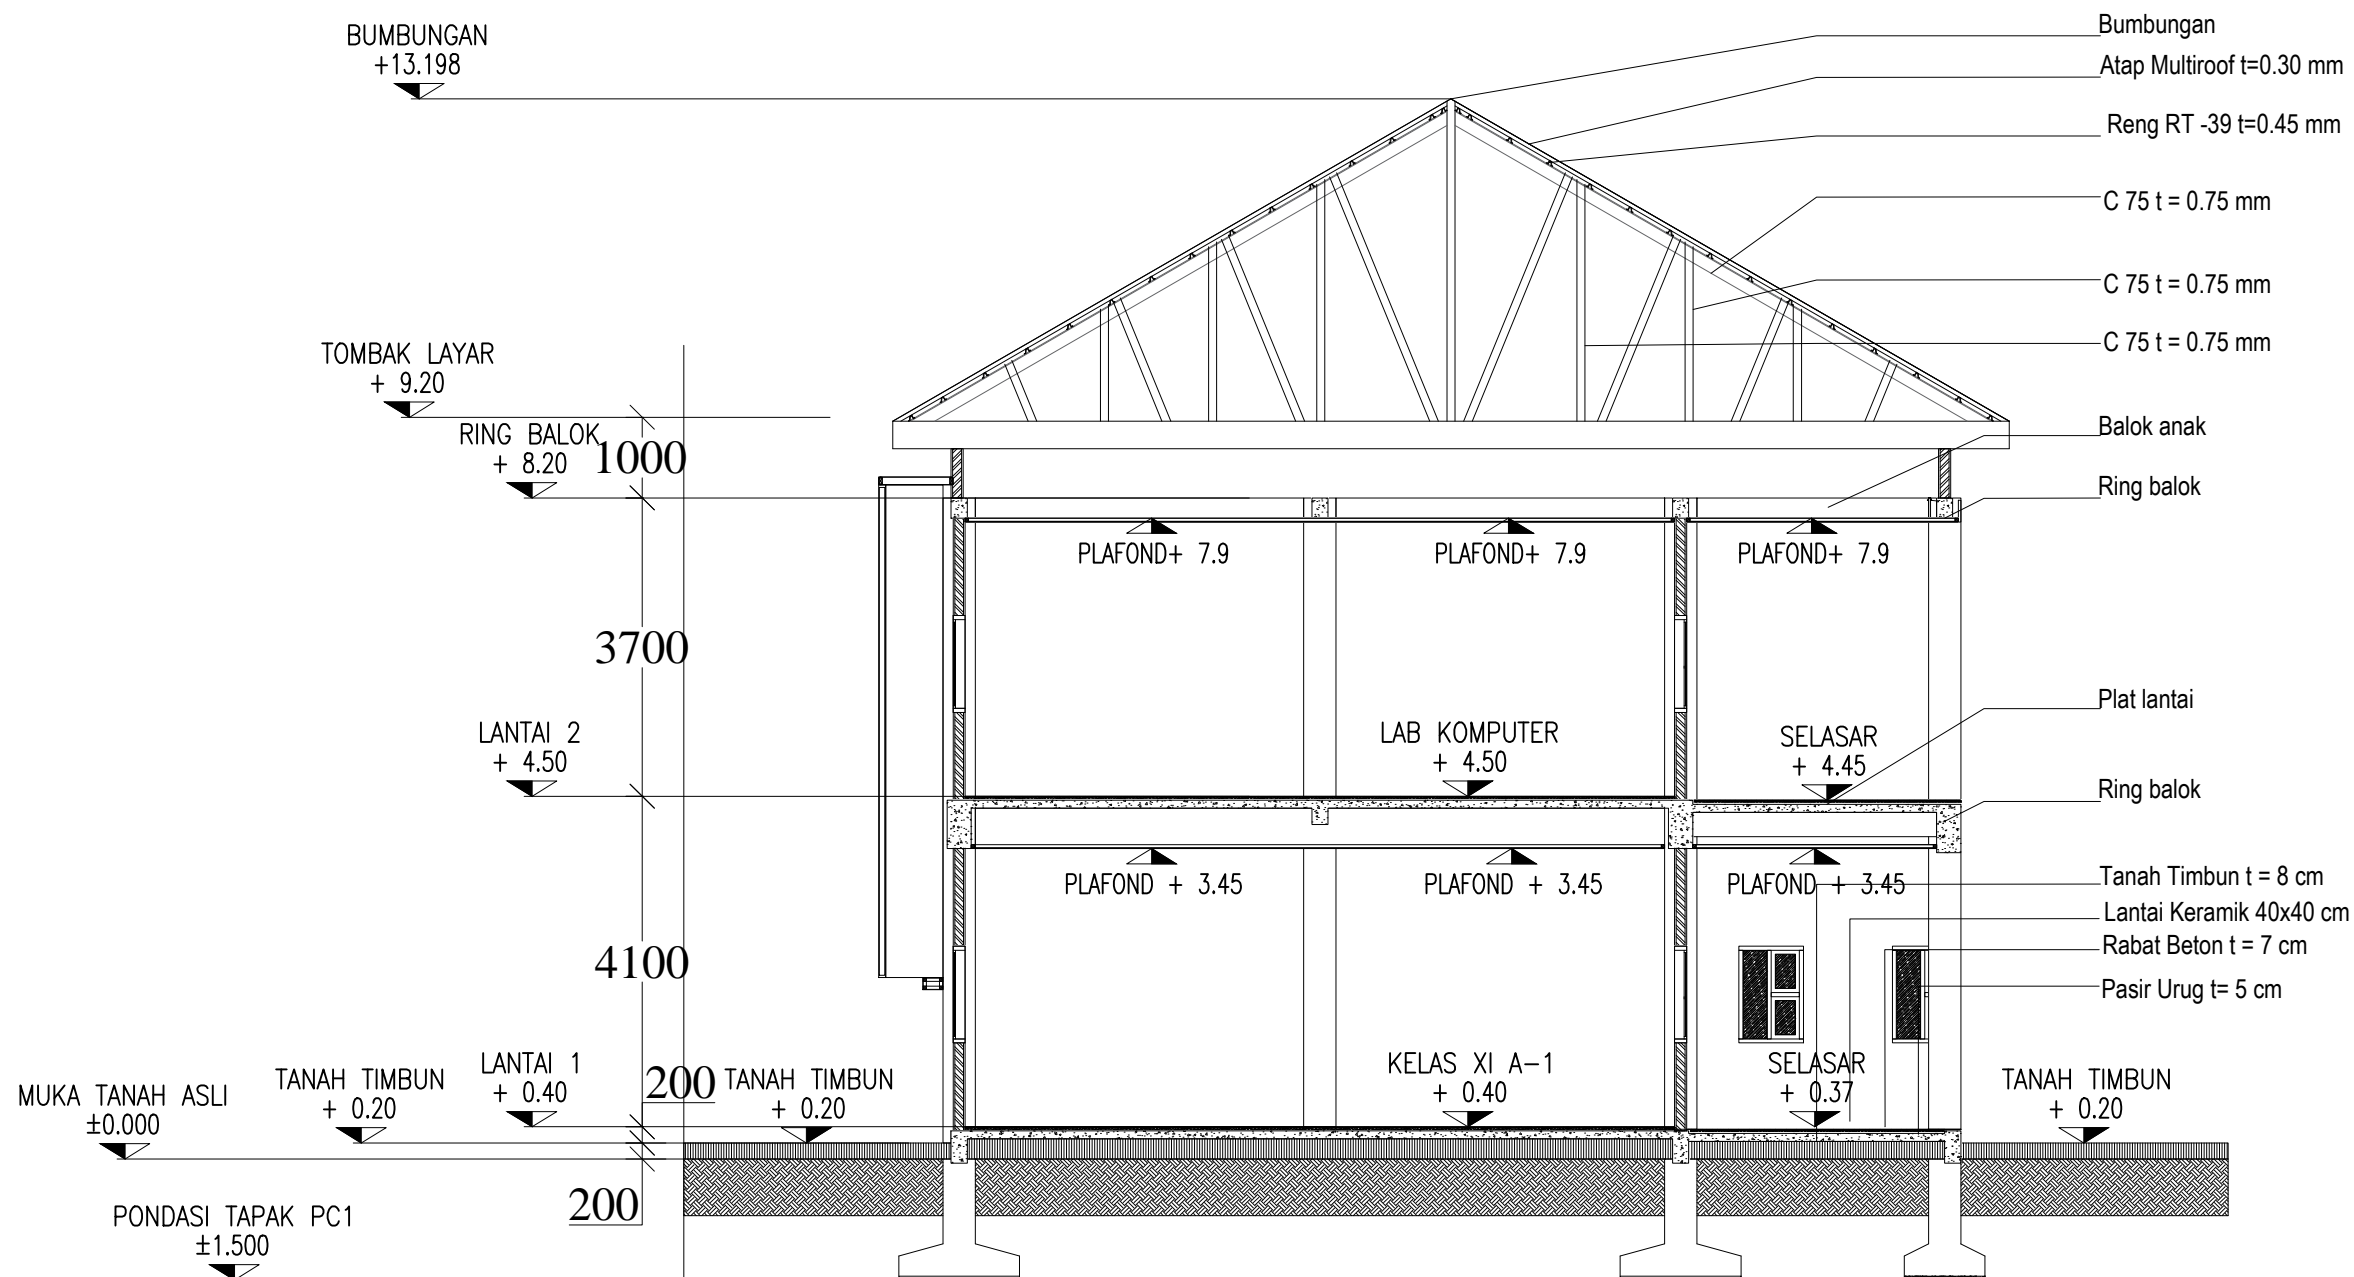 BUMBUNGAN
+13.198
TOMBAK LAYAR
+ 9.20
RING BALOK
+ 8.20
1000
3700
LANTAI 2
+ 4.50
4100
LANTAI 1
+ 0.40
200
TANAH TIMBUN
+ 0.20
TANAH TIMBUN
+ 0.20
MUKA TANAH ASLI
±0.000
200
PONDASI TAPAK PC1
±1.500
PLAFOND+ 7.9
PLAFOND+ 7.9
PLAFOND+ 7.9
LAB KOMPUTER
+ 4.50
SELASAR
+ 4.45
PLAFOND + 3.45
PLAFOND + 3.45
PLAFOND + 3.45
KELAS XI A-1
+ 0.40
SELASAR
+ 0.37
TANAH TIMBUN
+ 0.20
Bumbungan
Atap Multiroof t=0.30 mm
Reng RT -39 t=0.45 mm
C 75 t = 0.75 mm
C 75 t = 0.75 mm
C 75 t = 0.75 mm
Balok anak
Ring balok
Plat lantai
Ring balok
Tanah Timbun t = 8 cm
Lantai Keramik 40x40 cm
Rabat Beton t = 7 cm
Pasir Urug t= 5 cm